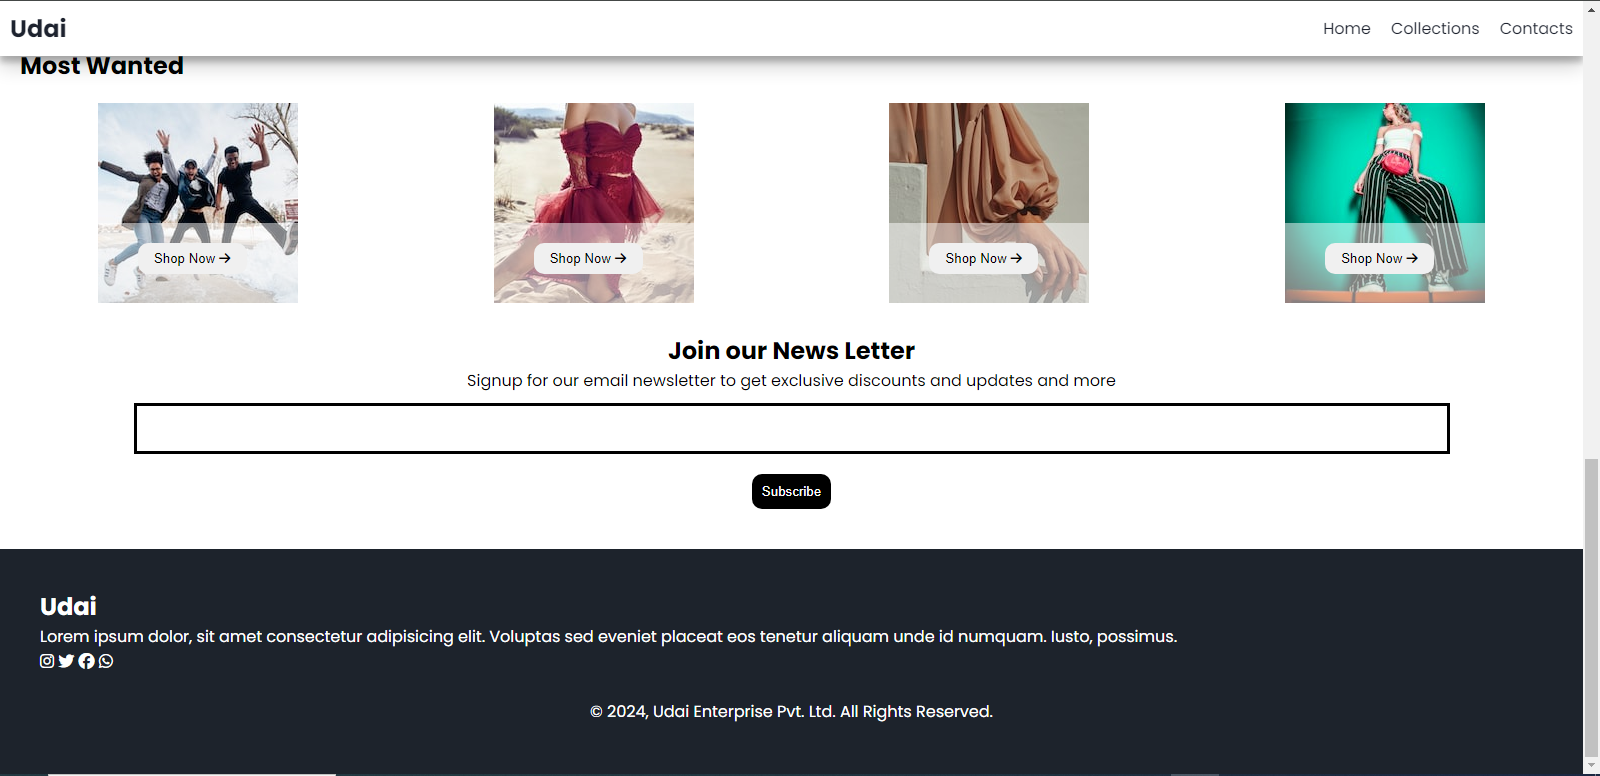 Udai
Home Collections Contacts
Most Wanted
Shop Now Shop Now Shop Now Shop Now
Join our News Letter
Signup for our email newsletter to get exclusive discounts and updates and more
Subscribe
Udai
Lorem ipsum dolor, sit amet consectetur adipisicing elit. Voluptas sed eveniet placeat eos tenetur aliquam unde id numquam. Iusto, possimus.
© 2024, Udai Enterprise Pvt. Ltd. All Rights Reserved.